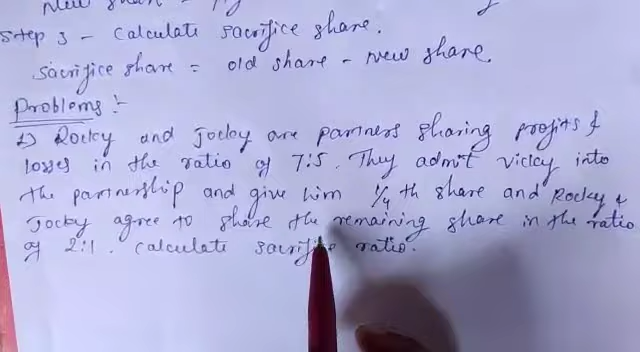 New share =
Step 3 - Calculate sacrifice share.
Sacrifice share = old share - New share.
Problems :-
1) Rocky and Jocky are partners sharing profits &
losses in the ratio of 7:5. They admit vicky into
the partnership and give him 1/4 th share and Rocky &
Jocky agree to share the remaining share in the ratio
of 2:1. Calculate sacrifice ratio.